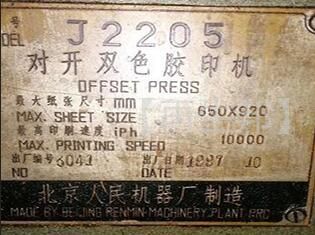 号
DEL J2205
对开双色胶印机
OFFSET PRESS
最大纸张尺寸 mm
MAX. SHEET SIZE 650X920
最高印刷速度 iPh
MAX. PRINTING SPEED 10000
出厂编号 6041 出厂日期 1997 10
NO DATE
北京人民机器厂制造
MADE BY BEIJING RENMIN MACHINERY PLANT PRC